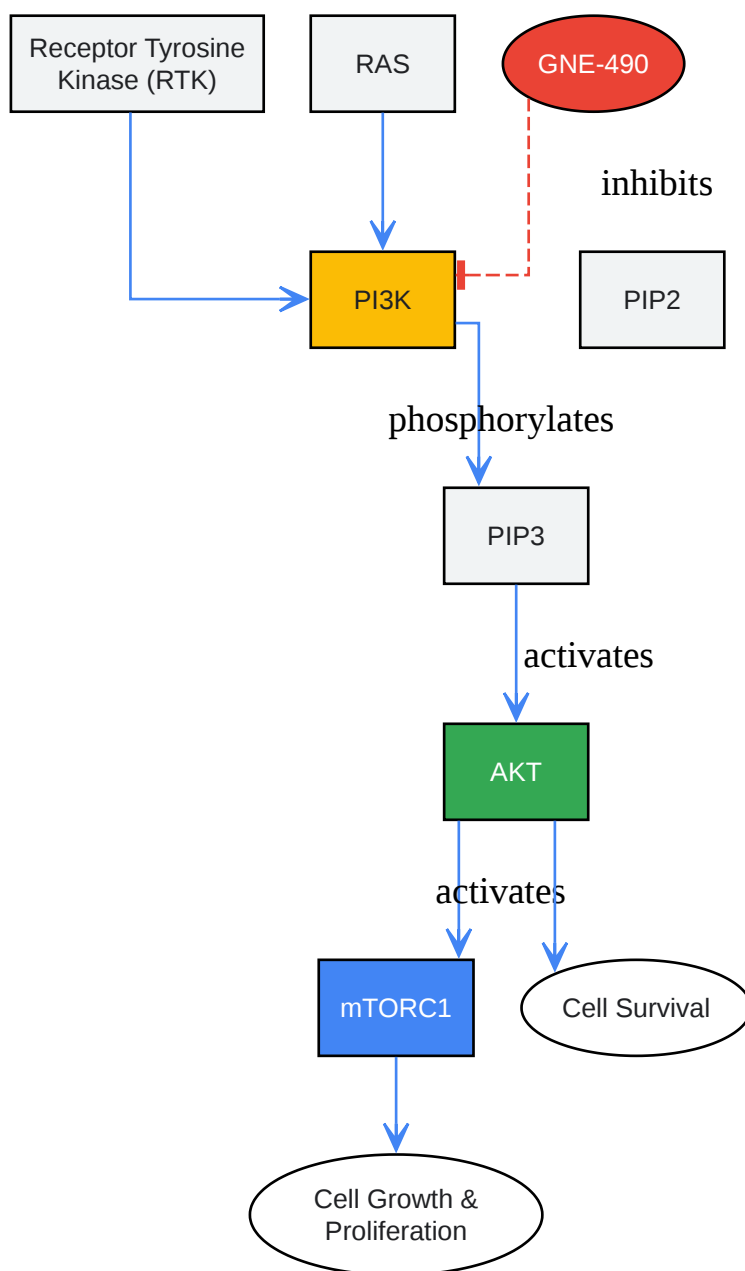 Receptor Tyrosine
Kinase (RTK)
RAS
GNE-490
inhibits
PI3K
PIP2
phosphorylates
PIP3
activates
AKT
activates
mTORC1
Cell Survival
Cell Growth &
Proliferation